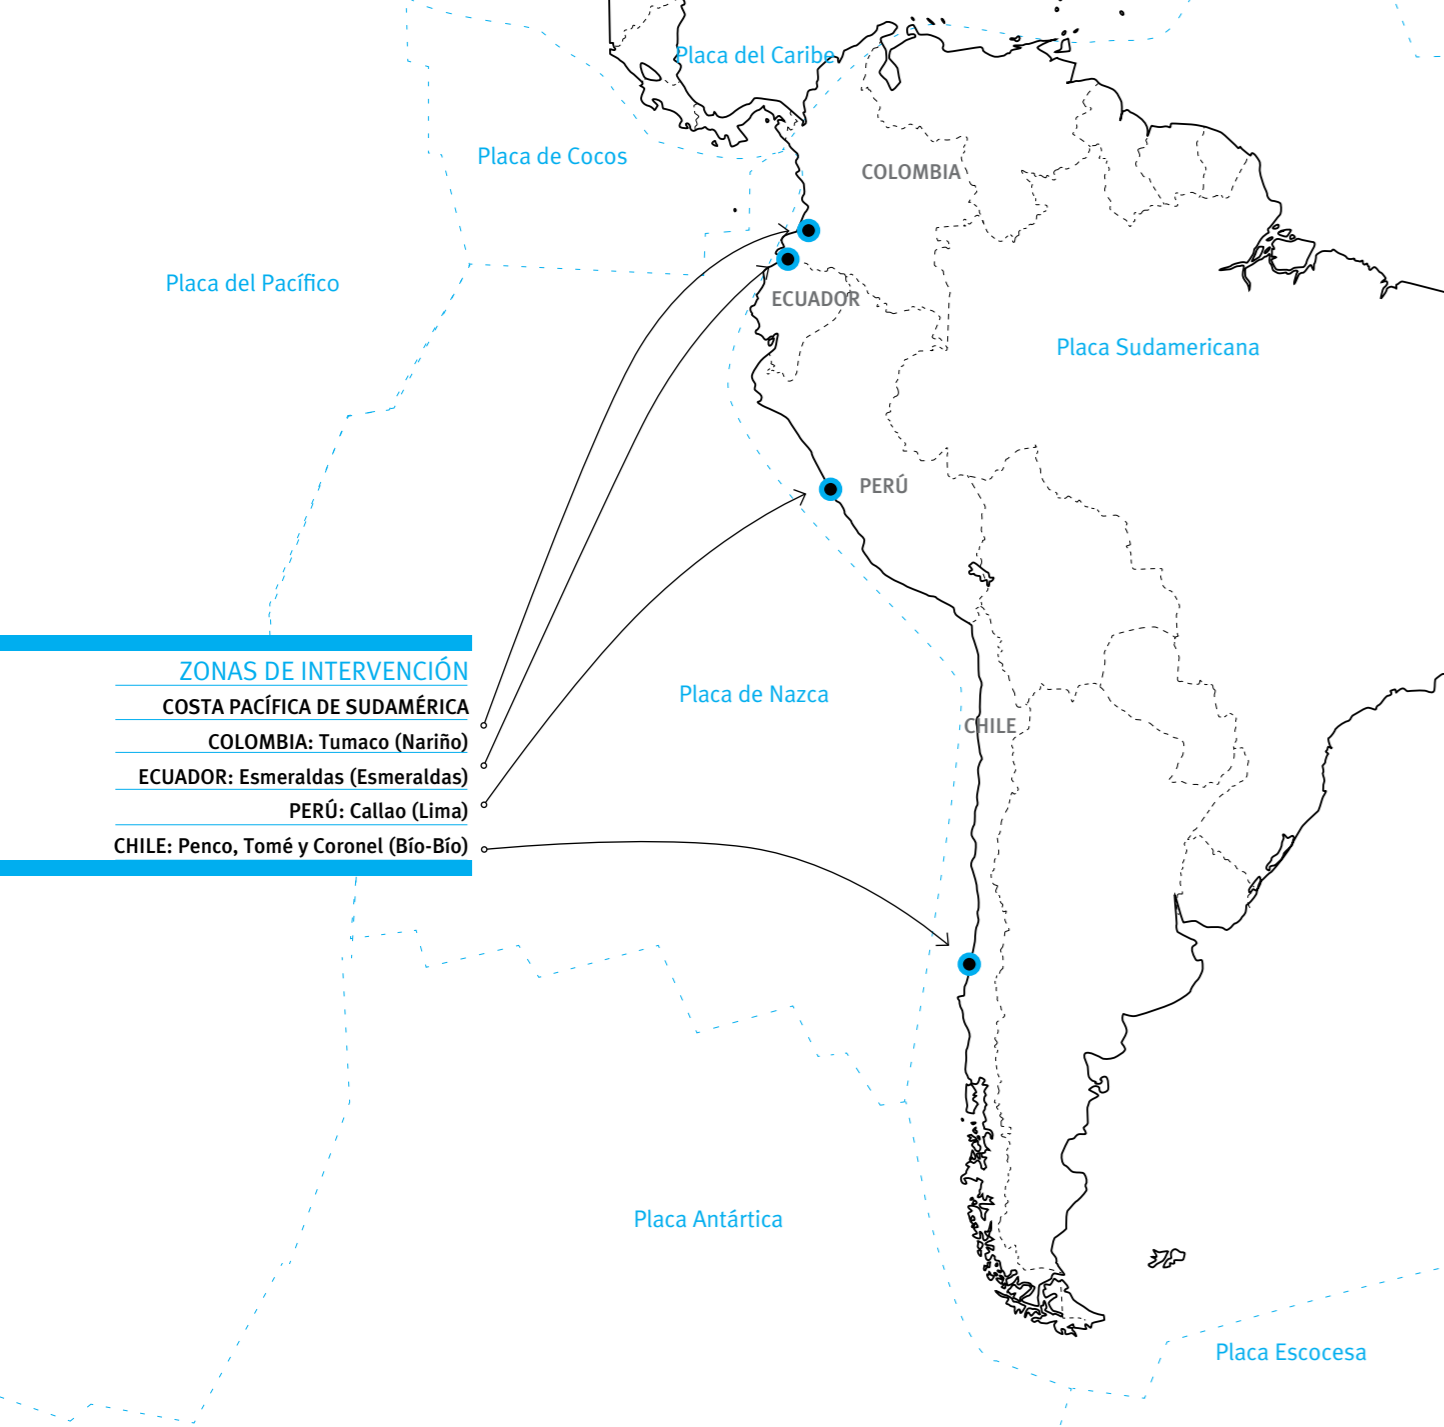 Placa del Caribe
Placa de Cocos
COLOMBIA
Placa del Pacífico
ECUADOR
Placa Sudamericana
PERÚ
ZONAS DE INTERVENCIÓN
COSTA PACÍFICA DE SUDAMÉRICA
COLOMBIA: Tumaco (Nariño)
ECUADOR: Esmeraldas (Esmeraldas)
PERÚ: Callao (Lima)
CHILE: Penco, Tomé y Coronel (Bío-Bío)
Placa de Nazca
CHILE
Placa Antártica
Placa Escocesa